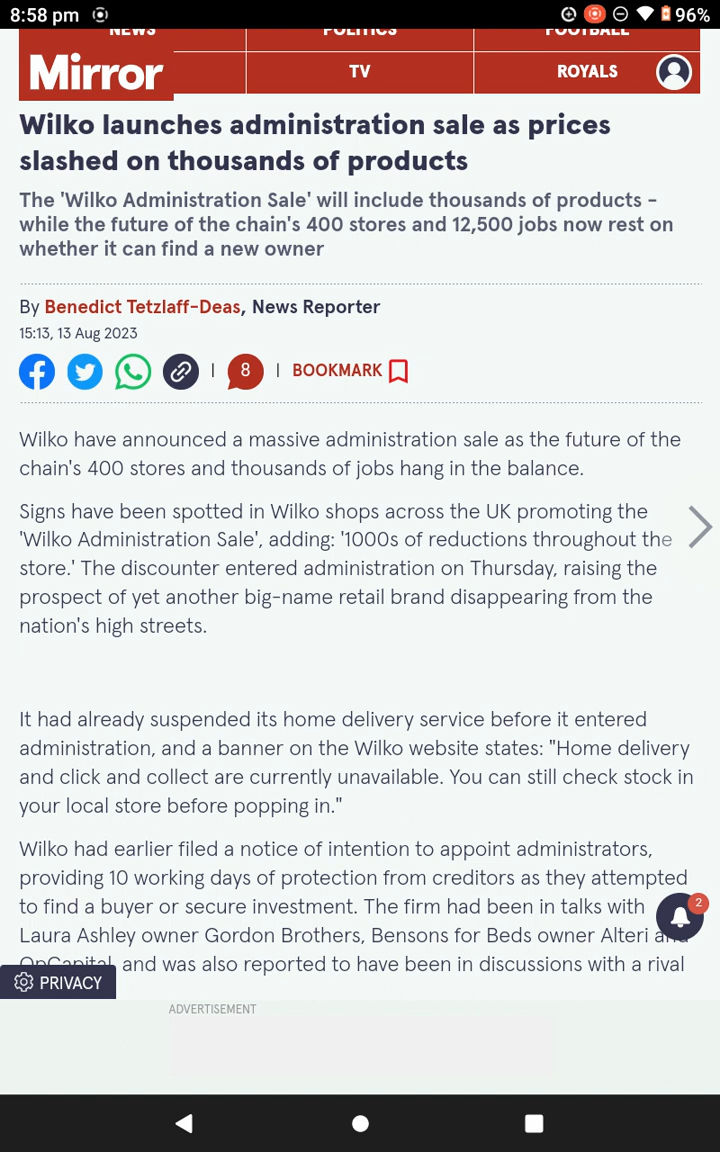 8:58 pm 96%
NEWS POLITICS FOOTBALL
Mirror TV ROYALS
Wilko launches administration sale as prices
slashed on thousands of products
The 'Wilko Administration Sale' will include thousands of products -
while the future of the chain's 400 stores and 12,500 jobs now rest on
whether it can find a new owner
By Benedict Tetzlaff-Deas, News Reporter
15:13, 13 Aug 2023
| 8 | BOOKMARK
Wilko have announced a massive administration sale as the future of the
chain's 400 stores and thousands of jobs hang in the balance.
Signs have been spotted in Wilko shops across the UK promoting the
'Wilko Administration Sale', adding: '1000s of reductions throughout the
store.' The discounter entered administration on Thursday, raising the
prospect of yet another big-name retail brand disappearing from the
nation's high streets.
It had already suspended its home delivery service before it entered
administration, and a banner on the Wilko website states: "Home delivery
and click and collect are currently unavailable. You can still check stock in
your local store before popping in."
Wilko had earlier filed a notice of intention to appoint administrators,
providing 10 working days of protection from creditors as they attempted
to find a buyer or secure investment. The firm had been in talks with
2
Laura Ashley owner Gordon Brothers, Bensons for Beds owner Alteri and
OpCapital, and was also reported to have been in discussions with a rival
PRIVACY
ADVERTISEMENT